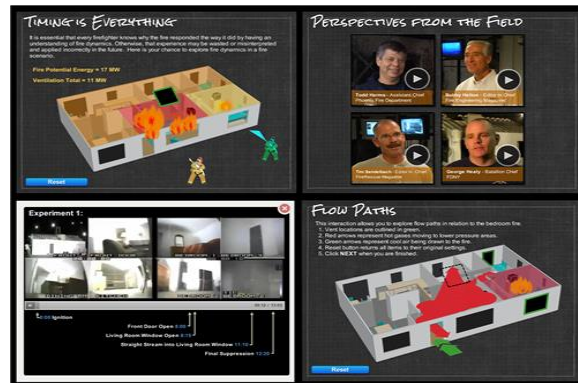 TIMING IS EVERYTHING
It is essential that every firefighter knows why the fire responded the way it did by having an
understanding of fire dynamics. Otherwise, that experience may be wasted or misinterpreted
and applied incorrectly in the future. Here is your chance to explore fire dynamics in a fire
scenario.
Fire Potential Energy = 17 MW
Ventilation Total = 11 MW
Reset
PERSPECTIVES FROM THE FIELD
Todd Harms - Assistant Chief
Phoenix Fire Department
Bobby Halton - Editor in Chief
Fire Engineering Magazine
Tim Sendelbach - Editor in Chief
FireRescue Magazine
George Healy - Battalion Chief
FDNY
Experiment 1:
0:00 Ignition
Front Door Open
Living Room Window Open
Straight Stream into Living Room Window
Final Suppression
FLOW PATHS
This interaction allows you to explore flow paths in relation to the bedroom fire.
1. Vent locations are outlined in green.
2. Red arrows represent hot gases moving to lower pressure areas.
3. Green arrows represent cool air being drawn to the fire.
4. Reset button returns all items to their original settings.
5. Click NEXT when you are finished.
Reset